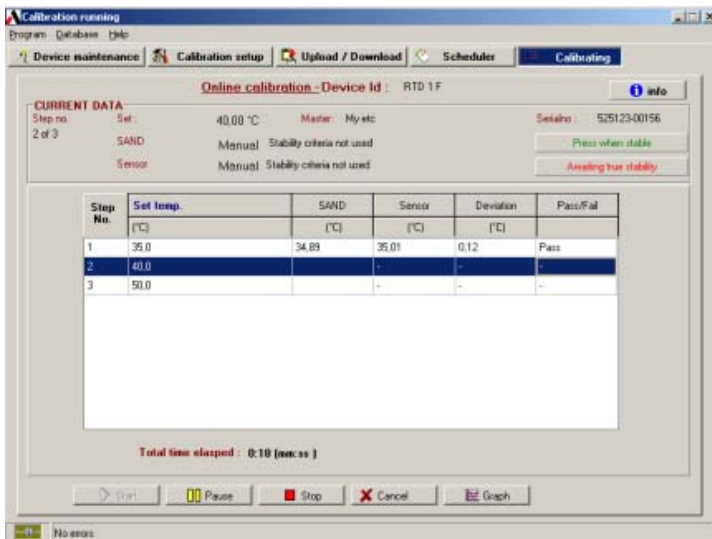 Calibration running
Program Database Help
Device maintenance Calibration setup Upload / Download Scheduler Calibrating
Online calibration - Device Id : RTD 1 F
info
CURRENT DATA
Step no. Set : 40,00 °C Master: My etc Serialno : 525123-00156
2 of 3 SAND Manual Stability criteria not used Press when stable
Sensor Manual Stability criteria not used Awaiting true stability
Step No. Set temp. SAND Sensor Deviation Pass/Fail
(°C) (°C) (°C) (°C)
1 35,0 34,89 35,01 0,12 Pass
2 40,0 - - -
3 50,0 - - -
Total time elasped : 0:10 (mm:ss )
Start Pause Stop Cancel Graph
No errors